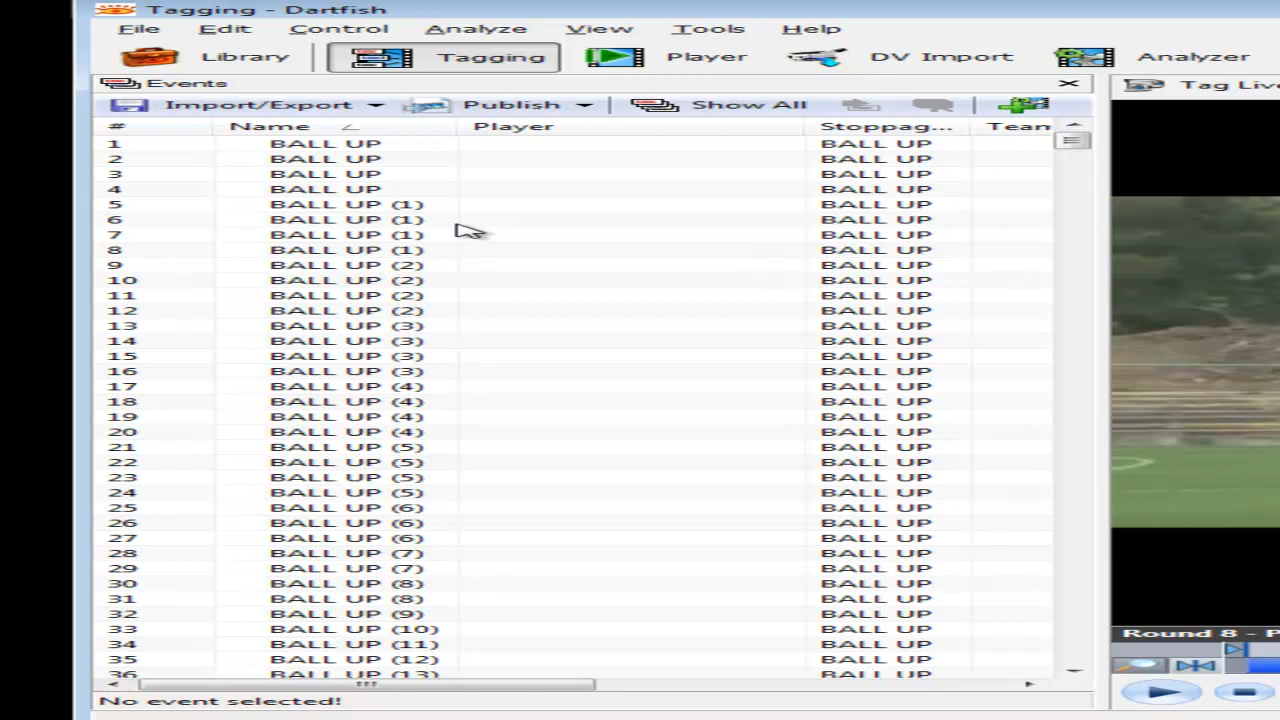 Tagging - Dartfish
File Edit Control Analyze View Tools Help
Library Tagging Player DV Import Analyzer
Events
Tag Liv
Import/Export Publish Show All
# Name Player Stoppag... Team
1 BALL UP BALL UP
2 BALL UP BALL UP
3 BALL UP BALL UP
4 BALL UP BALL UP
5 BALL UP (1) BALL UP
6 BALL UP (1) BALL UP
7 BALL UP (1) BALL UP
8 BALL UP (1) BALL UP
9 BALL UP (2) BALL UP
10 BALL UP (2) BALL UP
11 BALL UP (2) BALL UP
12 BALL UP (2) BALL UP
13 BALL UP (3) BALL UP
14 BALL UP (3) BALL UP
15 BALL UP (3) BALL UP
16 BALL UP (3) BALL UP
17 BALL UP (4) BALL UP
18 BALL UP (4) BALL UP
19 BALL UP (4) BALL UP
20 BALL UP (4) BALL UP
21 BALL UP (5) BALL UP
22 BALL UP (5) BALL UP
23 BALL UP (5) BALL UP
24 BALL UP (5) BALL UP
25 BALL UP (6) BALL UP
26 BALL UP (6) BALL UP
27 BALL UP (6) BALL UP
28 BALL UP (7) BALL UP
29 BALL UP (7) BALL UP
30 BALL UP (8) BALL UP
31 BALL UP (8) BALL UP
32 BALL UP (9) BALL UP
33 BALL UP (10) BALL UP
34 BALL UP (11) BALL UP
35 BALL UP (12) BALL UP
36 BALL UP (13) BALL UP
Round 8 - P
No event selected!